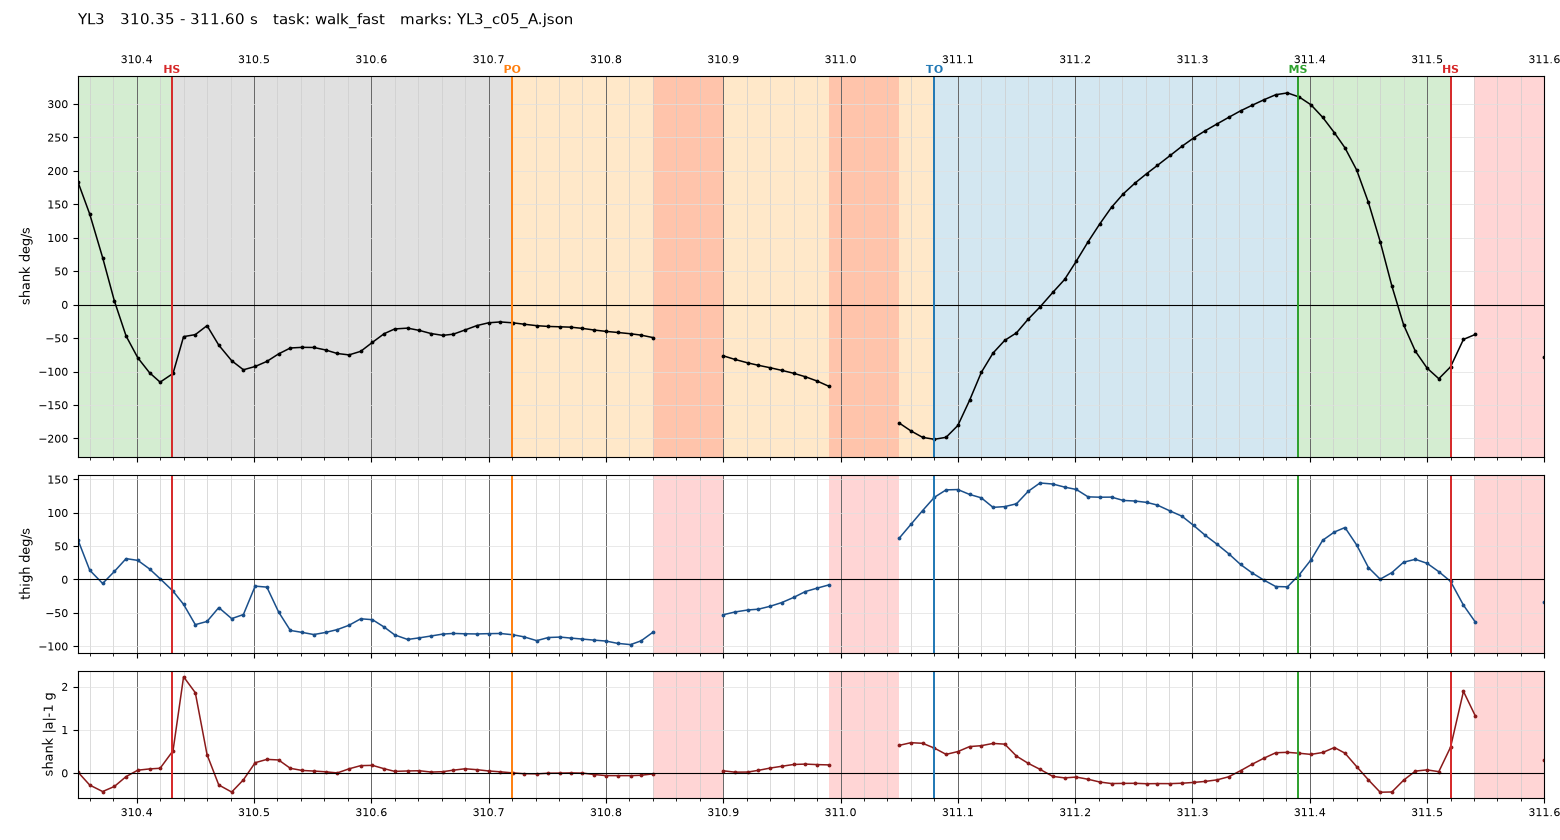 YL3   310.35 - 311.60 s   task: walk_fast   marks: YL3_c05_A.json
310.4 310.5 310.6 310.7 310.8 310.9 311.0 311.1 311.2 311.3 311.4 311.5 311.6
HS PO TO MS HS
shank deg/s
300
250
200
150
100
50
0
−50
−100
−150
−200
thigh deg/s
150
100
50
0
−50
−100
shank |a|-1 g
2
1
0
310.4 310.5 310.6 310.7 310.8 310.9 311.0 311.1 311.2 311.3 311.4 311.5 311.6